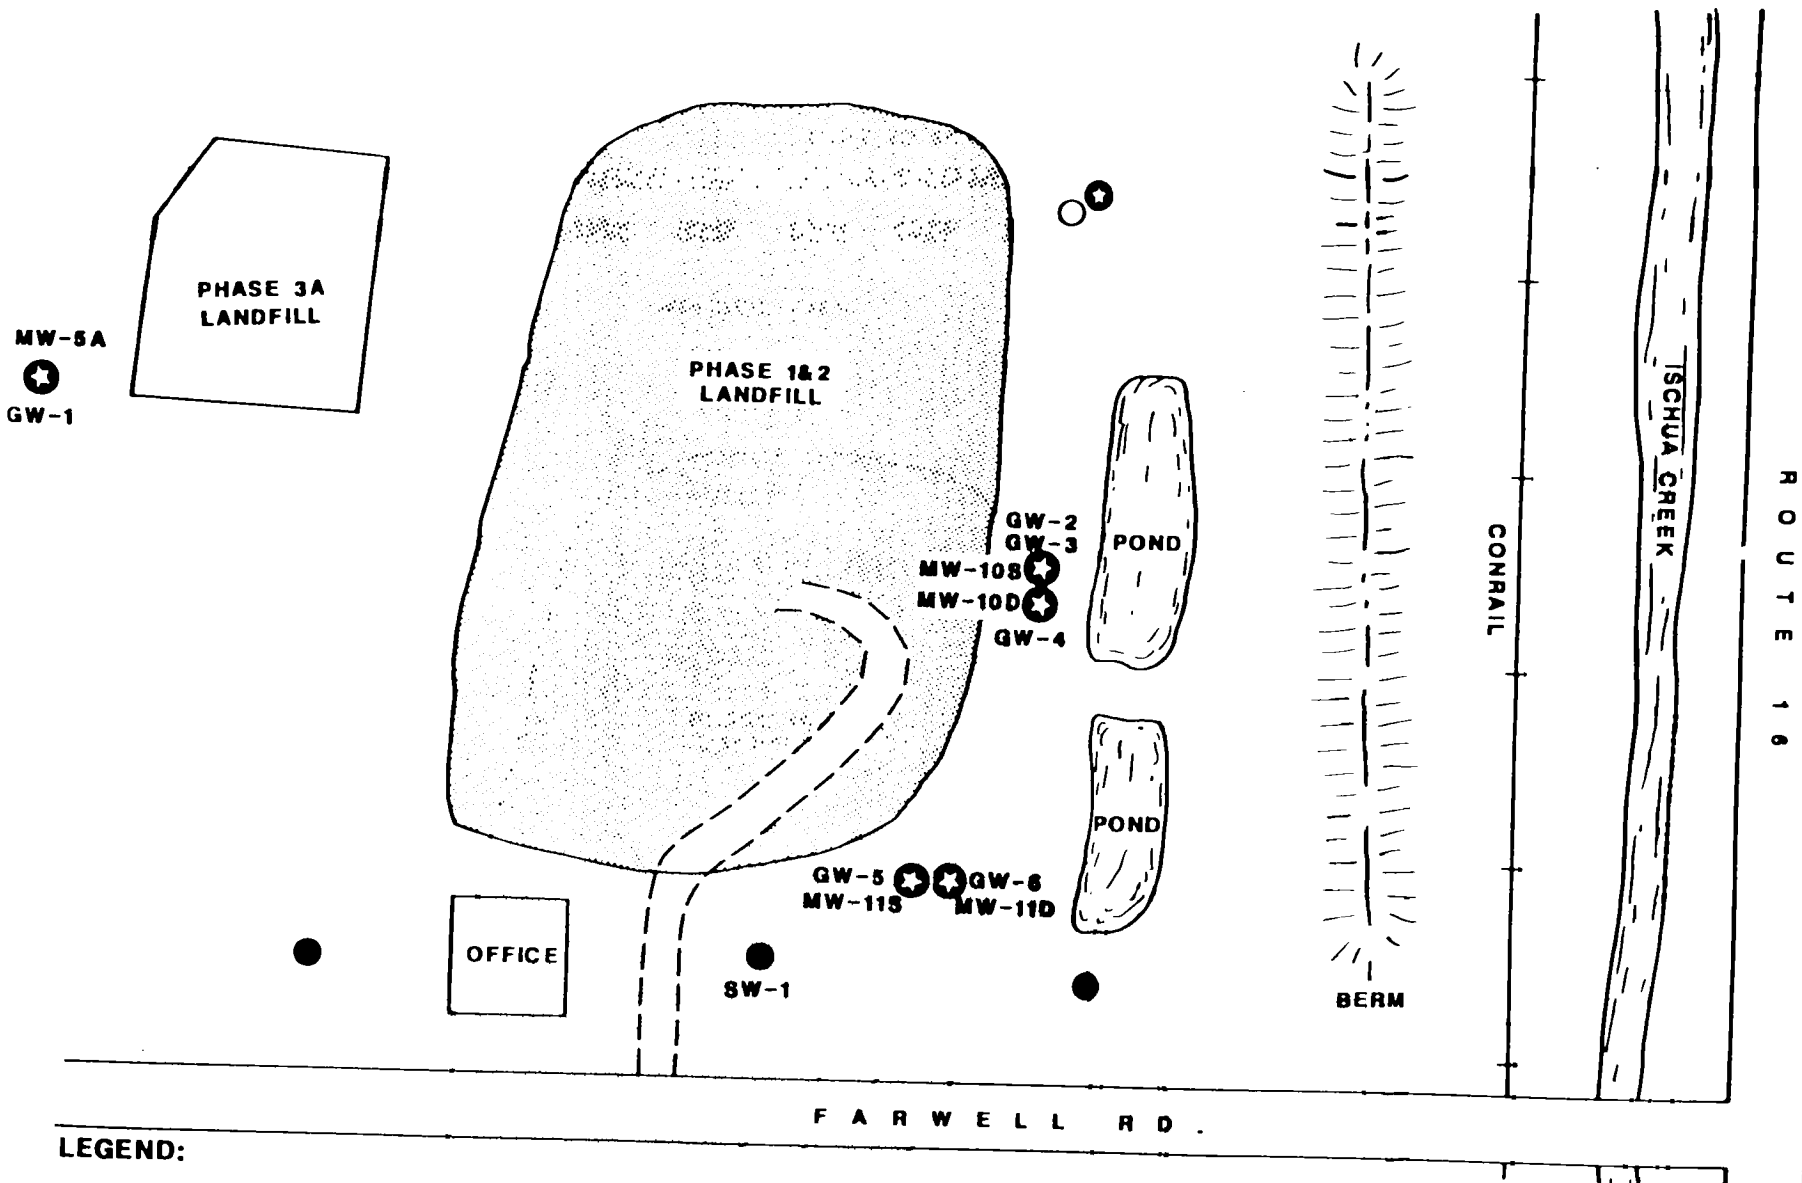 PHASE 3A
LANDFILL
MW-5A
GW-1
PHASE 1&2
LANDFILL
GW-2
GW-3
MW-10S
MW-10D
GW-4
POND
POND
GW-5
MW-11S
GW-6
MW-11D
OFFICE
SW-1
BERM
CONRAIL
ISCHUA CREEK
ROUTE 16
FARWELL RD.
LEGEND: